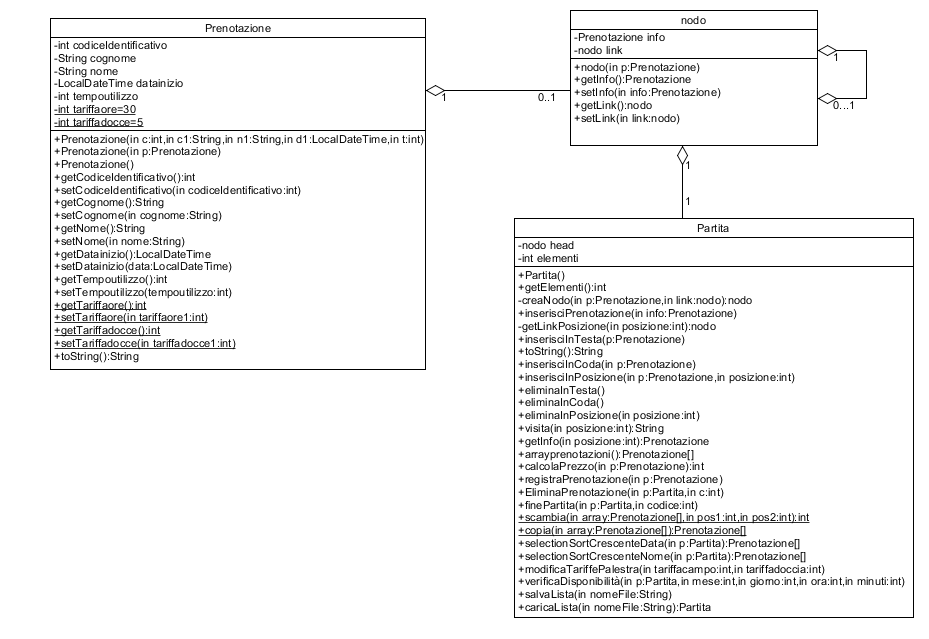 Prenotazione
-int codiceIdentificativo
-String cognome
-String nome
-LocalDateTime datainizio
-int tempoutilizzo
-int tariffaore=30
-int tariffadocce=5
+Prenotazione(in c:int,in c1:String,in n1:String,in d1:LocalDateTime,in t:int)
+Prenotazione(in p:Prenotazione)
+Prenotazione()
+getCodiceIdentificativo():int
+setCodiceIdentificativo(in codiceIdentificativo:int)
+getCognome():String
+setCognome(in cognome:String)
+getNome():String
+setNome(in nome:String)
+getDatainizio():LocalDateTime
+setDatainizio(data:LocalDateTime)
+getTempoutilizzo():int
+setTempoutilizzo(tempoutilizzo:int)
+getTariffaore():int
+setTariffaore(in tariffaore1:int)
+getTariffadocce():int
+setTariffadocce(in tariffadocce1:int)
+toString():String
1
0..1
nodo
-Prenotazione info
-nodo link
+nodo(in p:Prenotazione)
+getInfo():Prenotazione
+setInfo(in info:Prenotazione)
+getLink():nodo
+setLink(in link:nodo)
1
0...1
1
1
Partita
-nodo head
-int elementi
+Partita()
+getElementi():int
-creaNodo(in p:Prenotazione,in link:nodo):nodo
+inserisciPrenotazione(in info:Prenotazione)
-getLinkPosizione(in posizione:int):nodo
+inserisciInTesta(p:Prenotazione)
+toString():String
+inserisciInCoda(in p:Prenotazione)
+inserisciInPosizione(in p:Prenotazione,in posizione:int)
+eliminaInTesta()
+eliminaInCoda()
+eliminaInPosizione(in posizione:int)
+visita(in posizione:int):String
+getInfo(in posizione:int):Prenotazione
+arrayprenotazioni():Prenotazione[]
+calcolaPrezzo(in p:Prenotazione):int
+registraPrenotazione(in p:Prenotazione)
+EliminaPrenotazione(in p:Partita,in c:int)
+finePartita(in p:Partita,in codice:int)
+scambia(in array:Prenotazione[],in pos1:int,in pos2:int):int
+copia(in array:Prenotazione[]):Prenotazione[]
+selectionSortCrescenteData(in p:Partita):Prenotazione[]
+selectionSortCrescenteNome(in p:Partita):Prenotazione[]
+modificaTariffePalestra(in tariffacampo:int,in tariffadoccia:int)
+verificaDisponibilità(in p:Partita,in mese:int,in giorno:int,in ora:int,in minuti:int)
+salvaLista(in nomeFile:String)
+caricaLista(in nomeFile:String):Partita